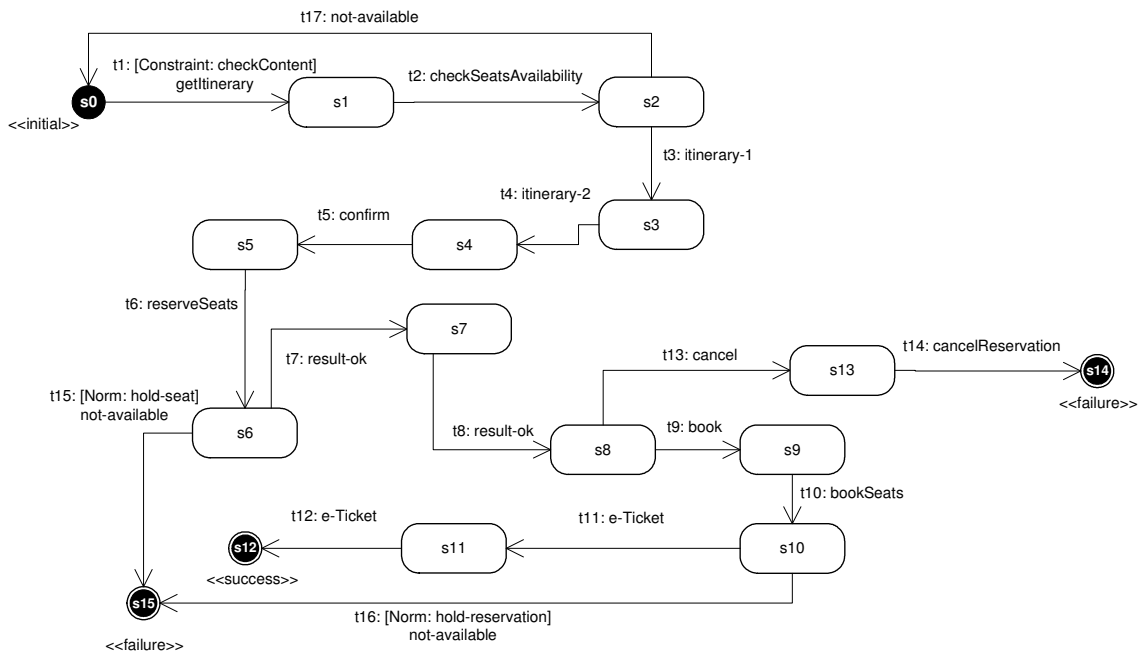 t17: not-available
t1: [Constraint: checkContent]
getItinerary
t2: checkSeatsAvailability
s0
s1
s2
<<initial>>
t3: itinerary-1
t4: itinerary-2
t5: confirm
s3
s5
s4
t6: reserveSeats
s7
t7: result-ok
t13: cancel
t14: cancelReservation
s13
s14
t15: [Norm: hold-seat]
not-available
<<failure>>
s6
t8: result-ok
t9: book
s8
s9
t10: bookSeats
t12: e-Ticket
t11: e-Ticket
s12
s11
s10
<<success>>
s15
t16: [Norm: hold-reservation]
not-available
<<failure>>